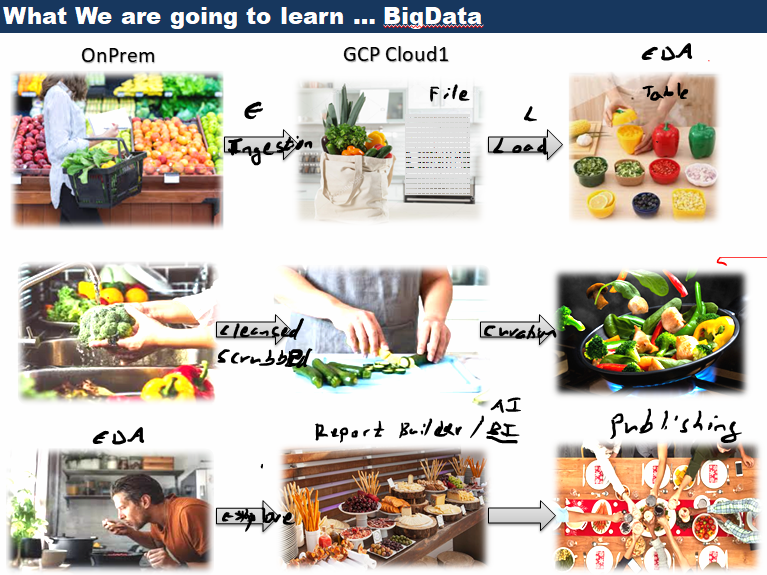 What We are going to learn ... BigData
OnPrem
GCP Cloud1
EDA
File
Table
E
Ingestion
L
Load
Cleansed
Scrubbed
Curation
AI
EDA
Report Builder / BI
Publishing
Explore